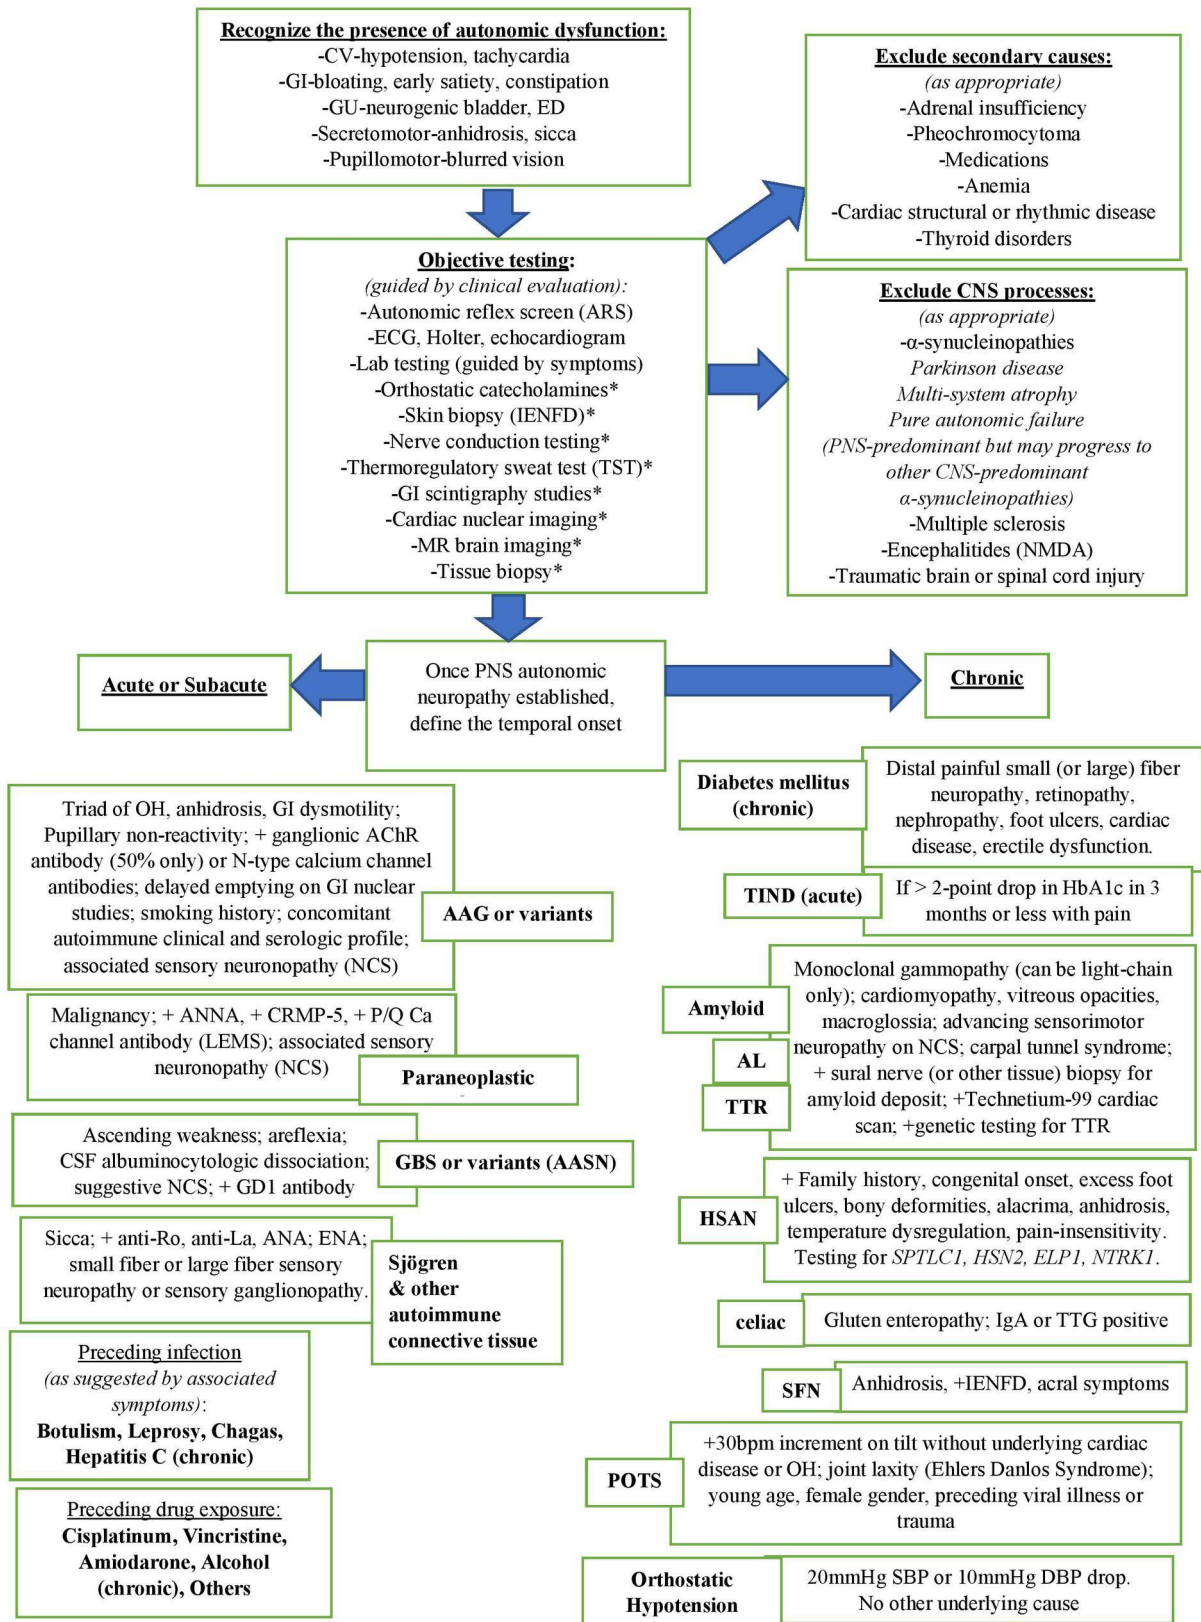 Recognize the presence of autonomic dysfunction:
-CV-hypotension, tachycardia
-GI-bloating, early satiety, constipation
-GU-neurogenic bladder, ED
-Secretomotor-anhidrosis, sicca
-Pupillomotor-blurred vision
Exclude secondary causes:
(as appropriate)
-Adrenal insufficiency
-Pheochromocytoma
-Medications
-Anemia
-Cardiac structural or rhythmic disease
-Thyroid disorders
Objective testing:
(guided by clinical evaluation):
-Autonomic reflex screen (ARS)
-ECG, Holter, echocardiogram
-Lab testing (guided by symptoms)
-Orthostatic catecholamines*
-Skin biopsy (IENFD)*
-Nerve conduction testing*
-Thermoregulatory sweat test (TST)*
-GI scintigraphy studies*
-Cardiac nuclear imaging*
-MR brain imaging*
-Tissue biopsy*
Exclude CNS processes:
(as appropriate)
-α-synucleinopathies
Parkinson disease
Multi-system atrophy
Pure autonomic failure
(PNS-predominant but may progress to
other CNS-predominant
α-synucleinopathies)
-Multiple sclerosis
-Encephalitides (NMDA)
-Traumatic brain or spinal cord injury
Once PNS autonomic
neuropathy established,
define the temporal onset
Acute or Subacute
Chronic
Triad of OH, anhidrosis, GI dysmotility;
Pupillary non-reactivity; + ganglionic AChR
antibody (50% only) or N-type calcium channel
antibodies; delayed emptying on GI nuclear
studies; smoking history; concomitant
autoimmune clinical and serologic profile;
associated sensory neuronopathy (NCS)
AAG or variants
Malignancy; + ANNA, + CRMP-5, + P/Q Ca
channel antibody (LEMS); associated sensory
neuronopathy (NCS)
Paraneoplastic
Ascending weakness; areflexia;
CSF albuminocytologic dissociation;
suggestive NCS; + GD1 antibody
GBS or variants (AASN)
Sicca; + anti-Ro, anti-La, ANA; ENA;
small fiber or large fiber sensory
neuropathy or sensory ganglionopathy.
Sjögren
& other
autoimmune
connective tissue
Preceding infection
(as suggested by associated
symptoms):
Botulism, Leprosy, Chagas,
Hepatitis C (chronic)
Preceding drug exposure:
Cisplatinum, Vincristine,
Amiodarone, Alcohol
(chronic), Others
Diabetes mellitus
(chronic)
Distal painful small (or large) fiber
neuropathy, retinopathy,
nephropathy, foot ulcers, cardiac
disease, erectile dysfunction.
TIND (acute)
If > 2-point drop in HbA1c in 3
months or less with pain
Amyloid
AL
TTR
Monoclonal gammopathy (can be light-chain
only); cardiomyopathy, vitreous opacities,
macroglossia; advancing sensorimotor
neuropathy on NCS; carpal tunnel syndrome;
+ sural nerve (or other tissue) biopsy for
amyloid deposit; +Technetium-99 cardiac
scan; +genetic testing for TTR
HSAN
+ Family history, congenital onset, excess foot
ulcers, bony deformities, alacrima, anhidrosis,
temperature dysregulation, pain-insensitivity.
Testing for SPTLC1, HSN2, ELP1, NTRK1.
celiac
Gluten enteropathy; IgA or TTG positive
SFN
Anhidrosis, +IENFD, acral symptoms
POTS
+30bpm increment on tilt without underlying cardiac
disease or OH; joint laxity (Ehlers Danlos Syndrome);
young age, female gender, preceding viral illness or
trauma
Orthostatic
Hypotension
20mmHg SBP or 10mmHg DBP drop.
No other underlying cause